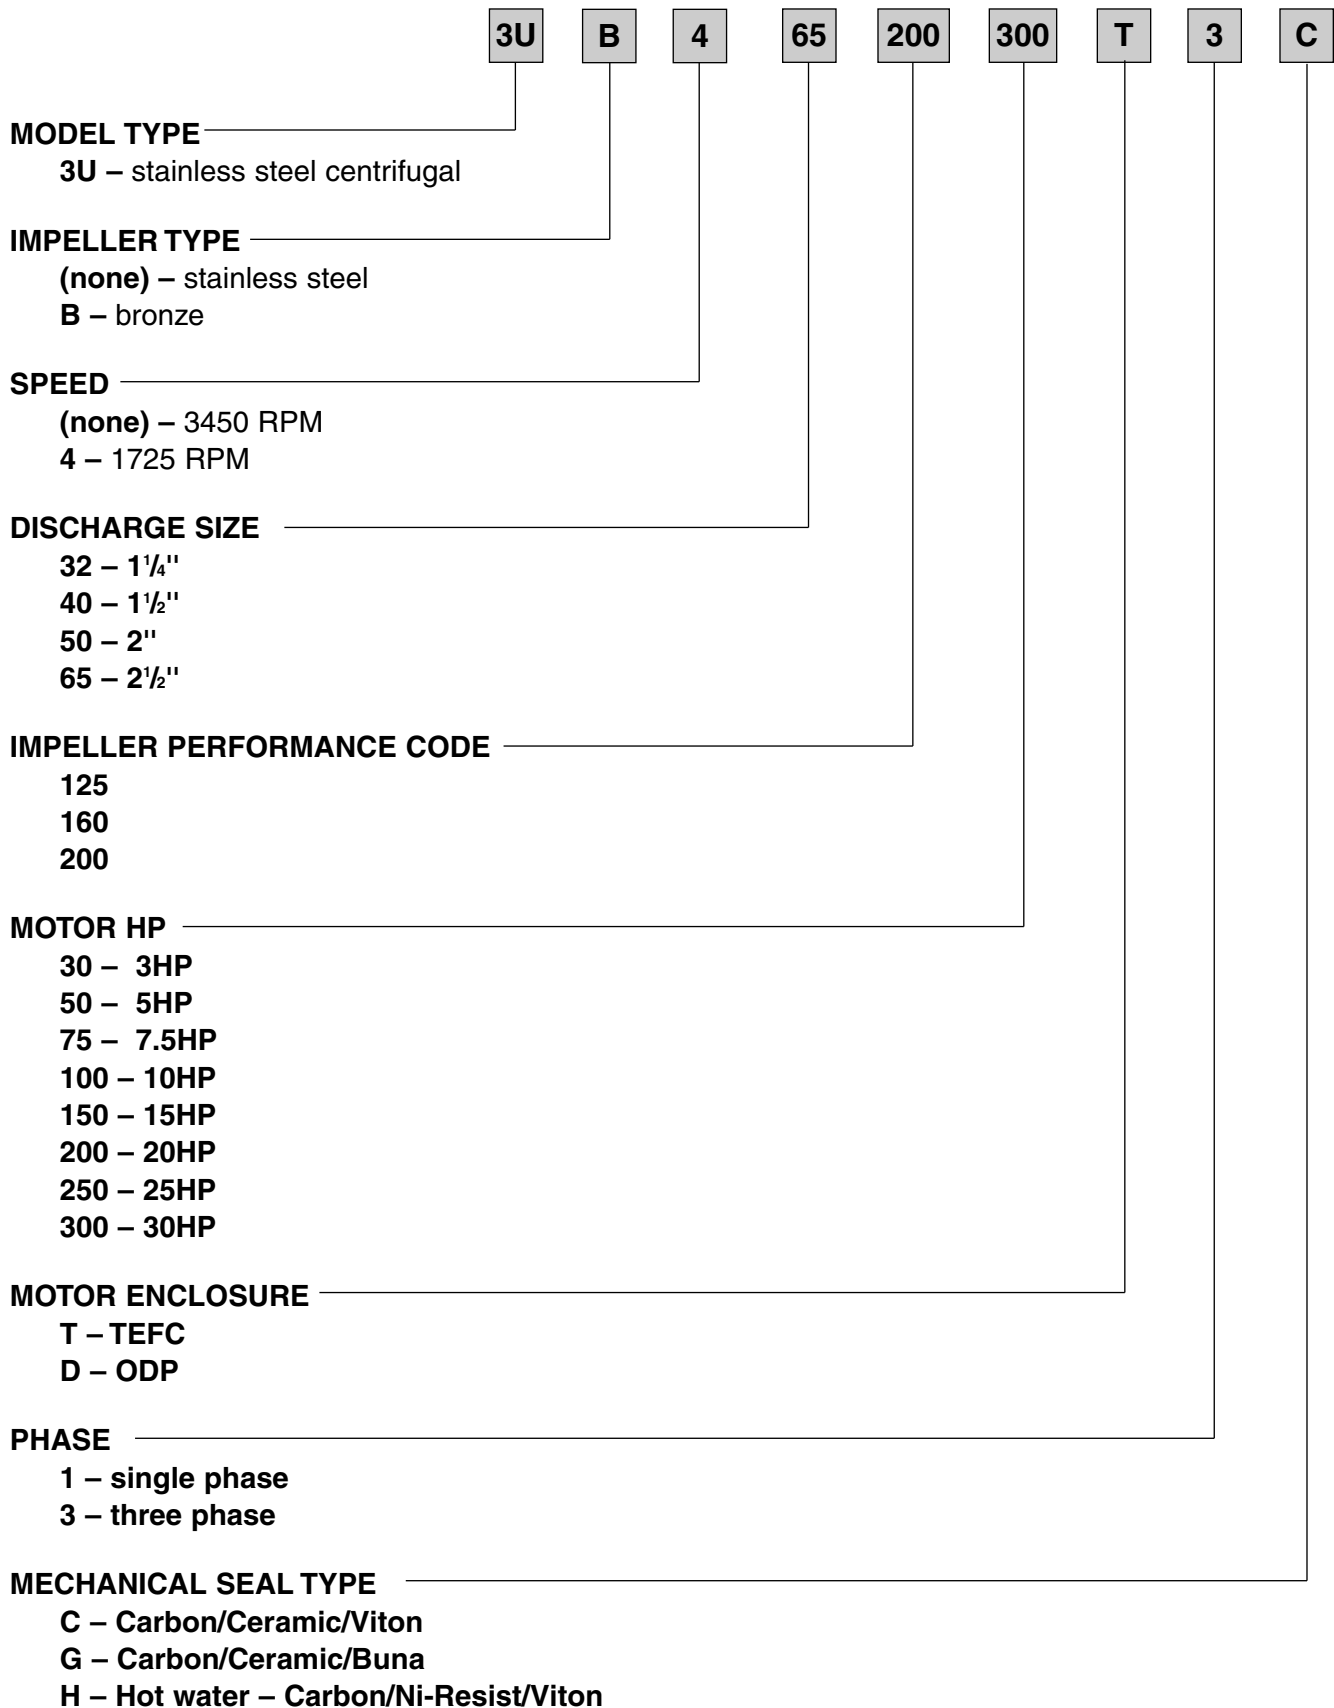 3U B 4 65 200 300 T 3 C
MODEL TYPE
3U – stainless steel centrifugal
IMPELLER TYPE
(none) – stainless steel
B – bronze
SPEED
(none) – 3450 RPM
4 – 1725 RPM
DISCHARGE SIZE
32 – 1¹/₄''
40 – 1¹/₂''
50 – 2''
65 – 2¹/₂''
IMPELLER PERFORMANCE CODE
125
160
200
MOTOR HP
30 – 3HP
50 – 5HP
75 – 7.5HP
100 – 10HP
150 – 15HP
200 – 20HP
250 – 25HP
300 – 30HP
MOTOR ENCLOSURE
T – TEFC
D – ODP
PHASE
1 – single phase
3 – three phase
MECHANICAL SEAL TYPE
C – Carbon/Ceramic/Viton
G – Carbon/Ceramic/Buna
H – Hot water – Carbon/Ni-Resist/Viton